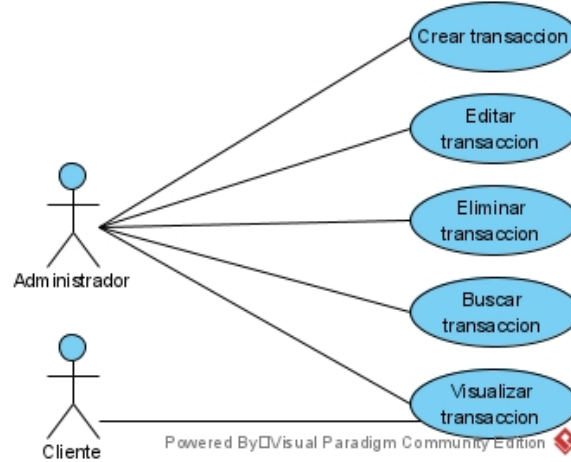 Crear transaccion
Editar
transaccion
Eliminar
transaccion
Administrador
Buscar
transaccion
Visualizar
transaccion
Cliente
Powered By□Visual Paradigm Community Edition